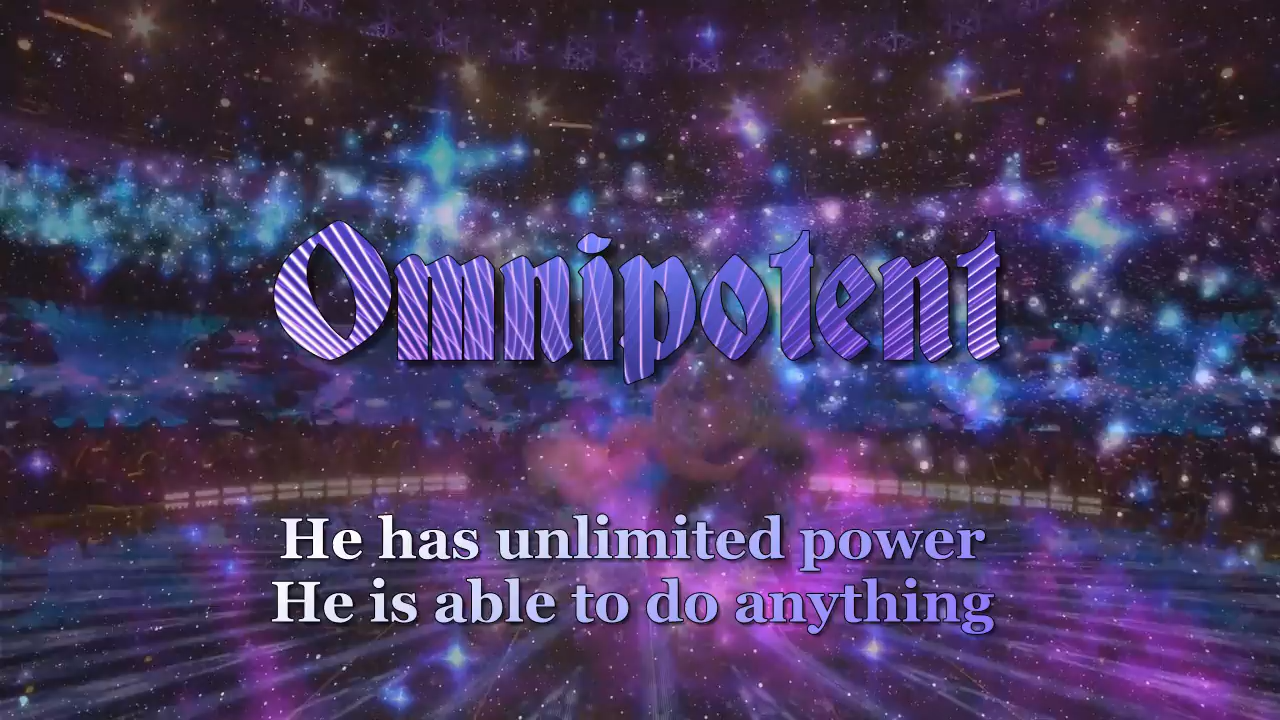 Omnipotent
He has unlimited power
He is able to do anything